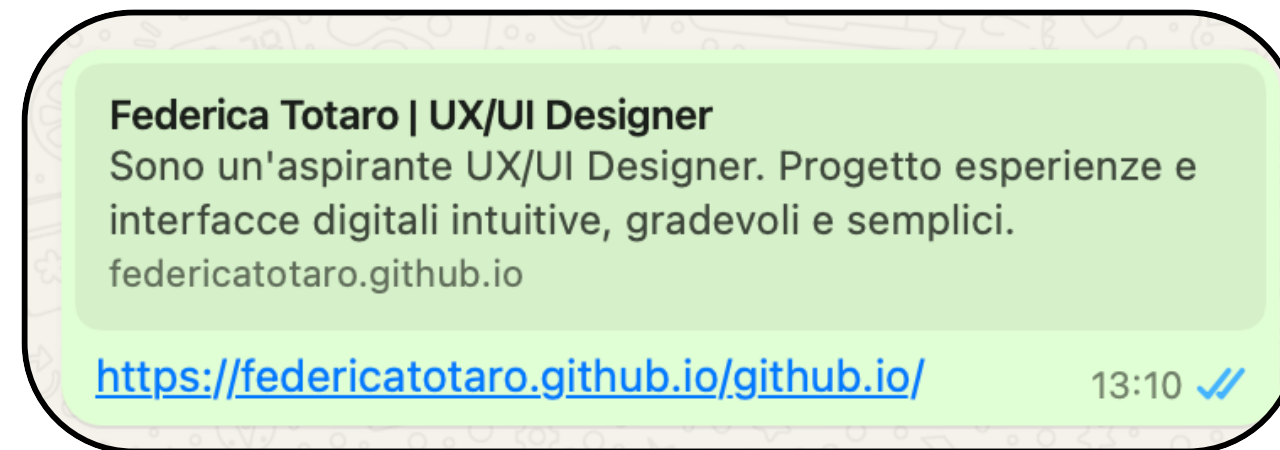 Federica Totaro | UX/UI Designer
Sono un'aspirante UX/UI Designer. Progetto esperienze e
interfacce digitali intuitive, gradevoli e semplici.
federicatotaro.github.io
https://federicatotaro.github.io/github.io/
13:10